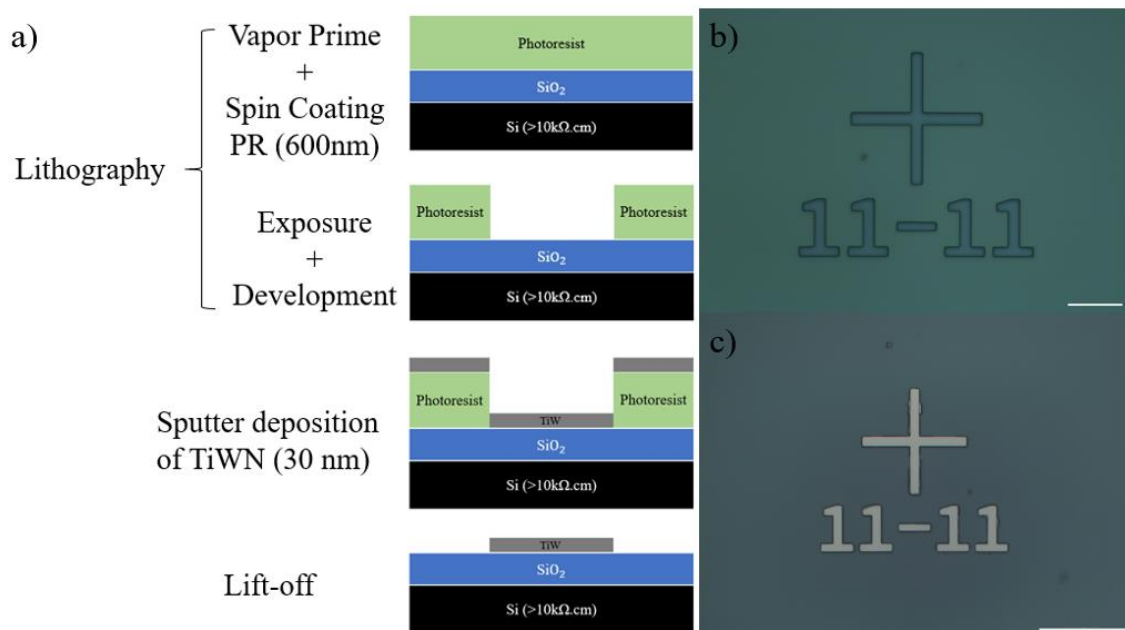 a)
Vapor Prime
+
Spin Coating
PR (600nm)
Lithography
Exposure
+
Development
Sputter deposition
of TiWN (30 nm)
Lift-off
Photoresist
SiO₂
Si (>10kΩ.cm)
Photoresist Photoresist
SiO₂
Si (>10kΩ.cm)
Photoresist Photoresist
TiW
SiO₂
Si (>10kΩ.cm)
TiW
SiO₂
Si (>10kΩ.cm)
b)
11-11
c)
11-11